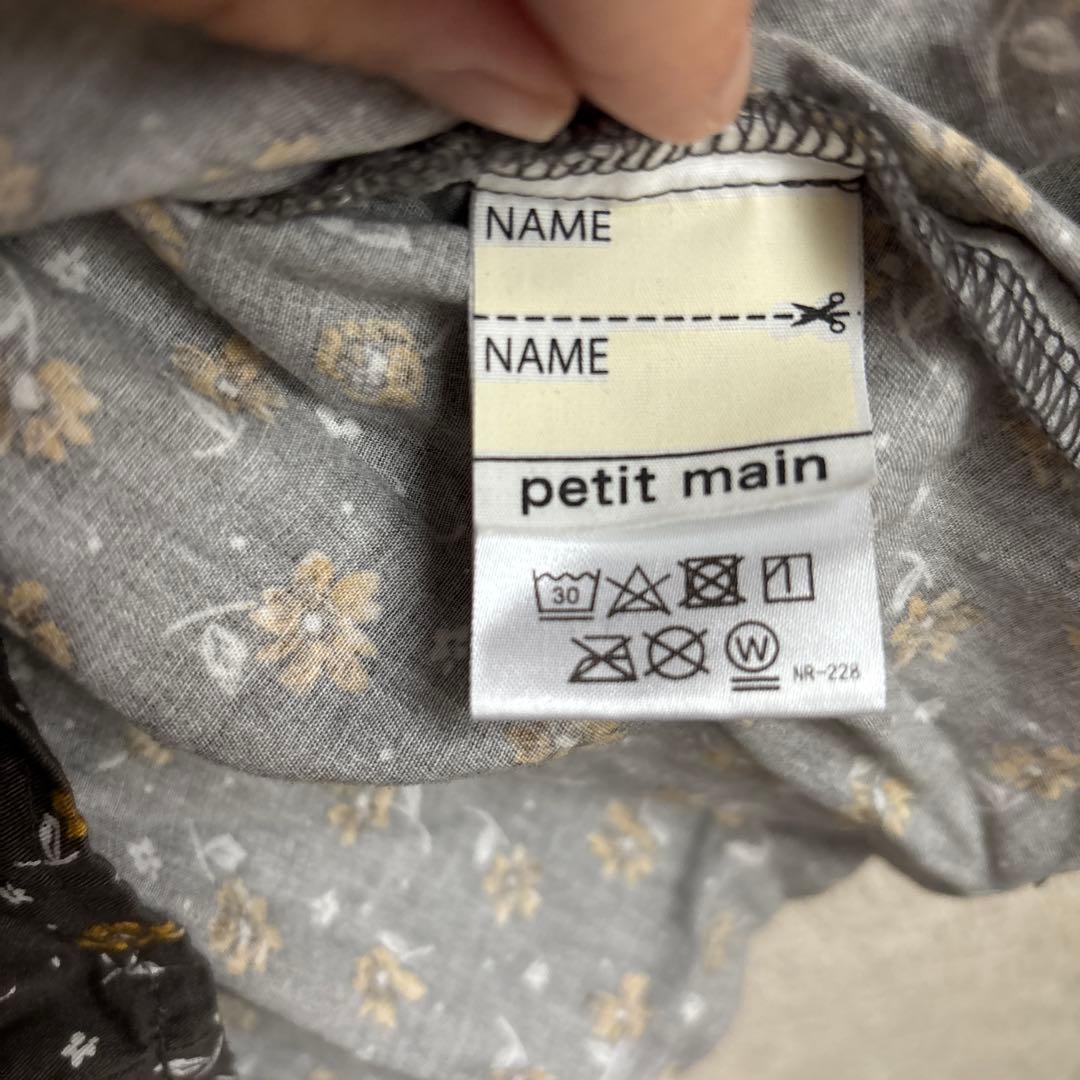 NAME
NAME
petit main
30
W
NR-228